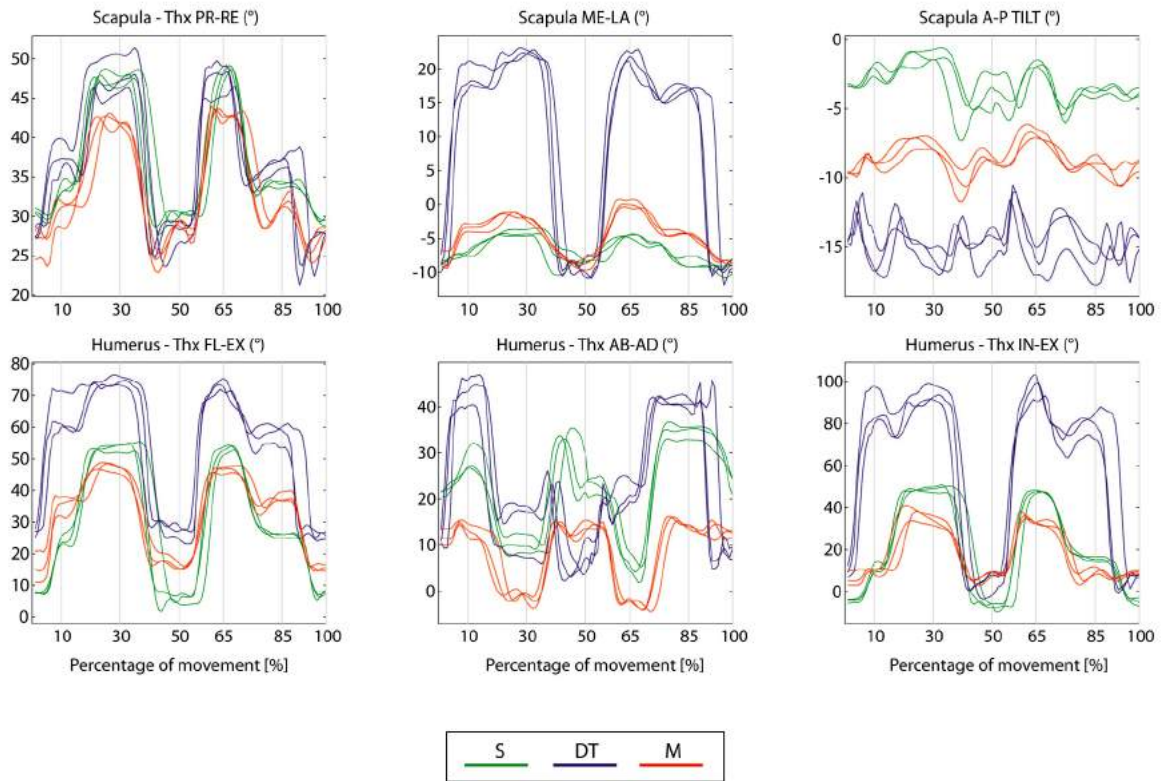 Scapula - Thx PR-RE (°)
Scapula ME-LA (°)
Scapula A-P TILT (°)
50
45
40
35
30
25
20
10 30 50 65 85 100
20
15
10
5
0
-5
-10
10 30 50 65 85 100
0
-5
-10
-15
10 30 50 65 85 100
Humerus - Thx FL-EX (°)
Humerus - Thx AB-AD (°)
Humerus - Thx IN-EX (°)
80
70
60
50
40
30
20
10
0
10 30 50 65 85 100
40
30
20
10
0
10 30 50 65 85 100
100
80
60
40
20
0
10 30 50 65 85 100
Percentage of movement [%]
Percentage of movement [%]
Percentage of movement [%]
S DT M